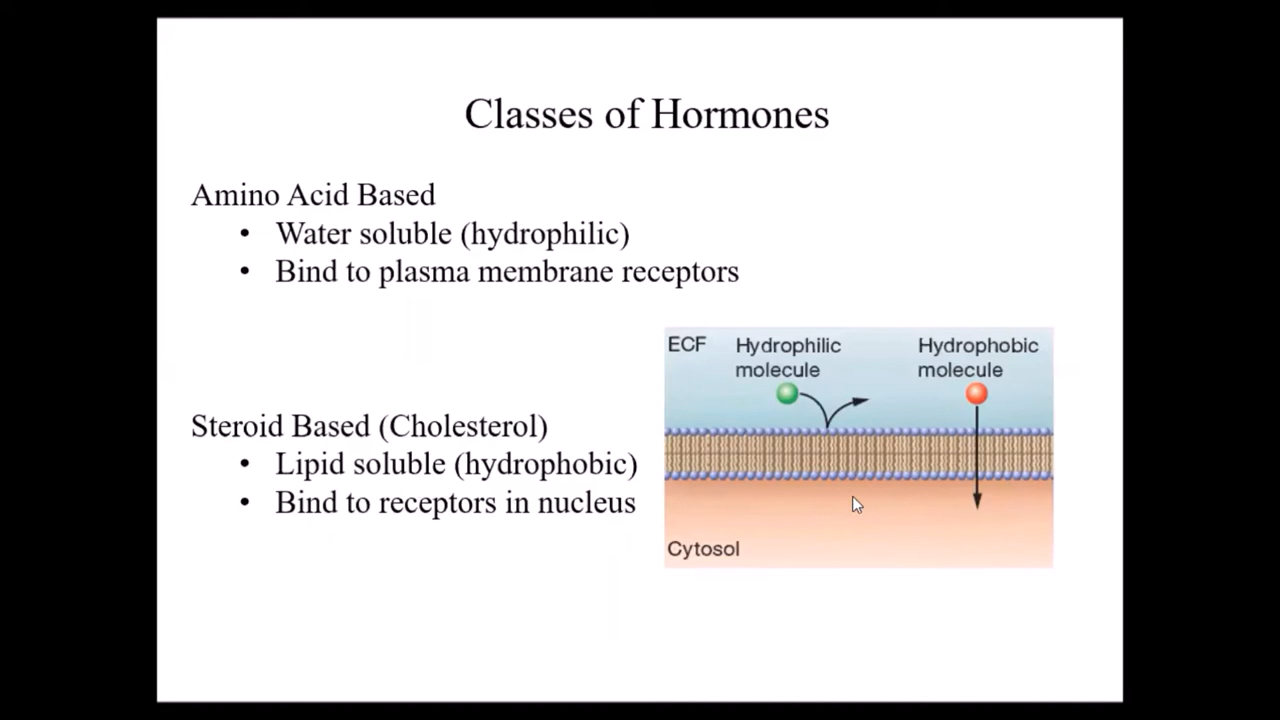 Classes of Hormones
Amino Acid Based
• Water soluble (hydrophilic)
• Bind to plasma membrane receptors
Steroid Based (Cholesterol)
• Lipid soluble (hydrophobic)
• Bind to receptors in nucleus
ECF
Hydrophilic
molecule
Hydrophobic
molecule
Cytosol